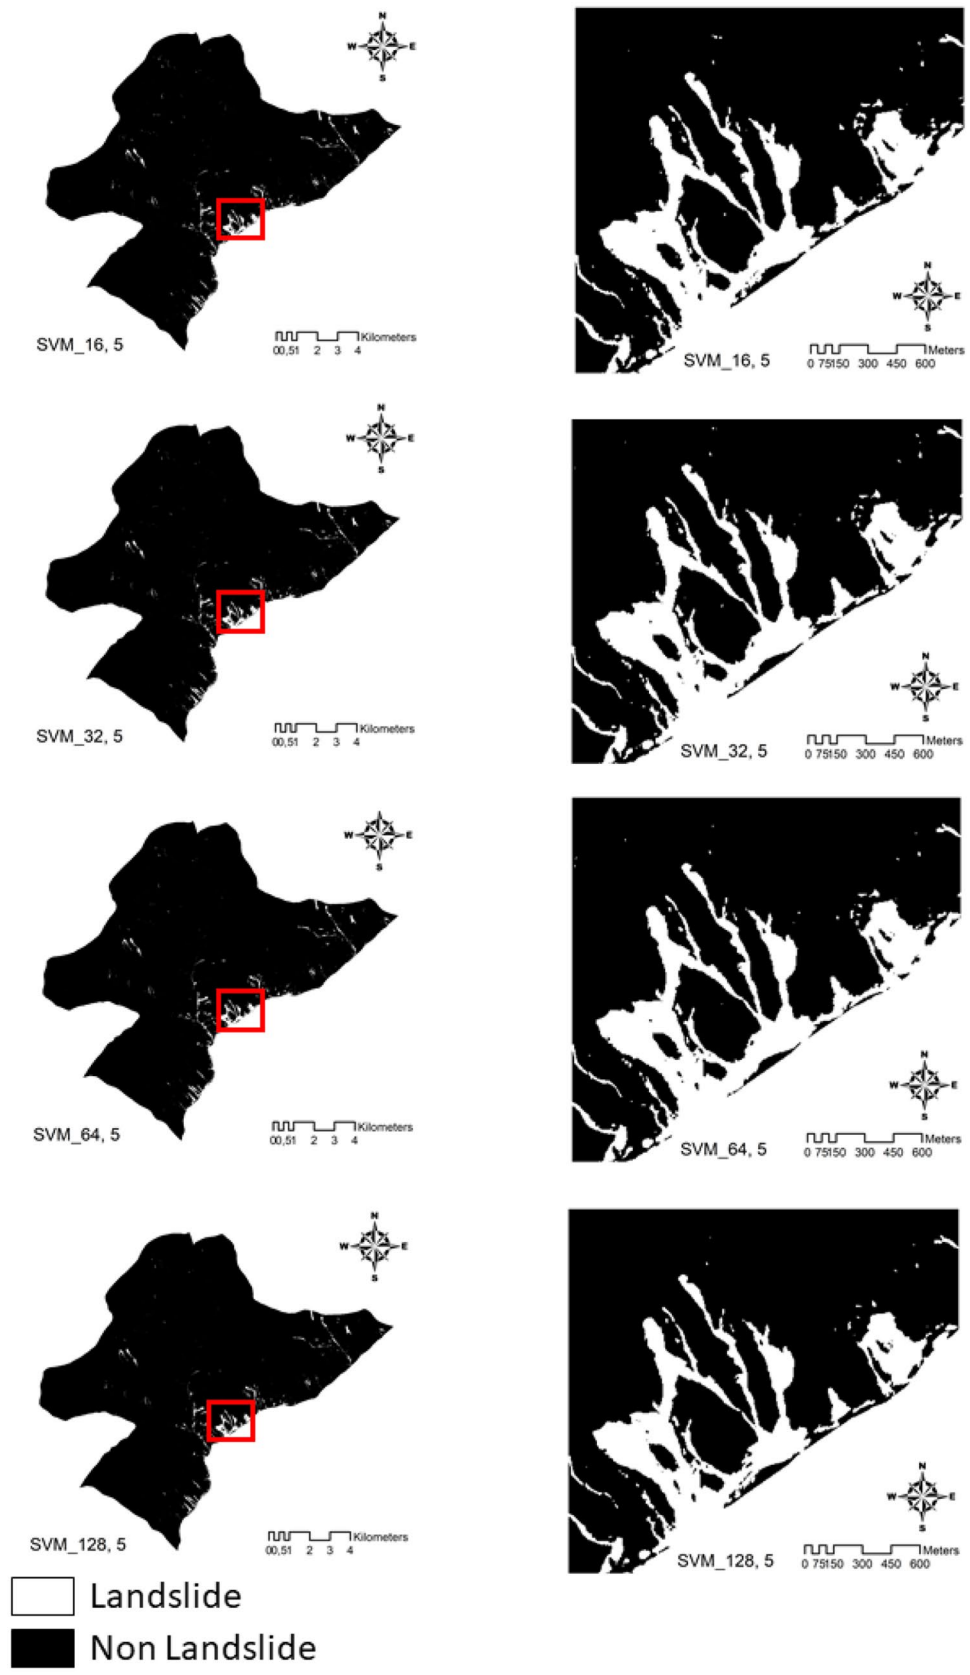 N
W E
S
SVM_16, 5
Kilometers
00,51 2 3 4
N
W E
S
SVM_16, 5
Meters
0 75150 300 450 600
N
W E
S
SVM_32, 5
Kilometers
00,51 2 3 4
N
W E
S
SVM_32, 5
Meters
0 75150 300 450 600
W E
S
SVM_64, 5
Kilometers
00,51 2 3 4
N
W E
S
SVM_64, 5
Meters
0 75150 300 450 600
N
W E
S
SVM_128, 5
Kilometers
00,51 2 3 4
N
W E
S
SVM_128, 5
Meters
0 75150 300 450 600
Landslide
Non Landslide